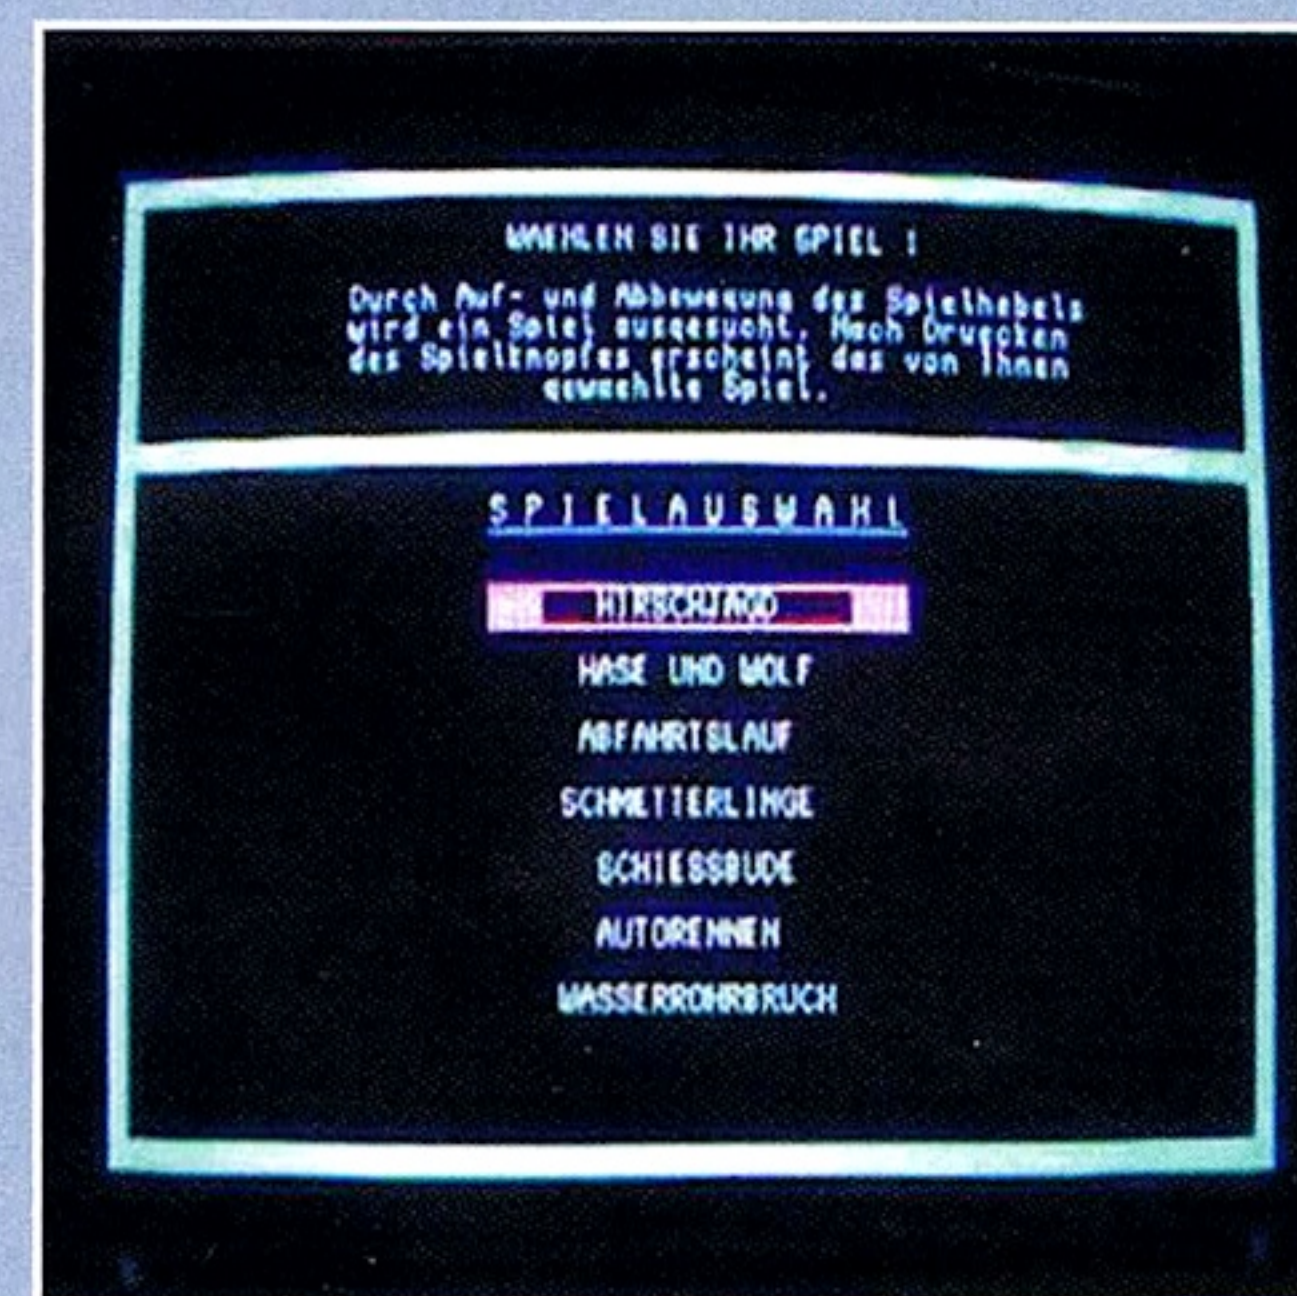 WAEHLEN SIE IHR SPIEL !
Durch Auf- und Abbewegung des Spielhebels
wird ein Spiel ausgesucht. Nach Druecken
des Spielknopfes erscheint das von Ihnen
gewaehlte Spiel.
SPIELAUSWAHL
HIRSCHJAGD
HASE UND WOLF
ABFAHRTSLAUF
SCHMETTERLINGE
SCHIESSBUDE
AUTORENNEN
WASSERROHRBRUCH